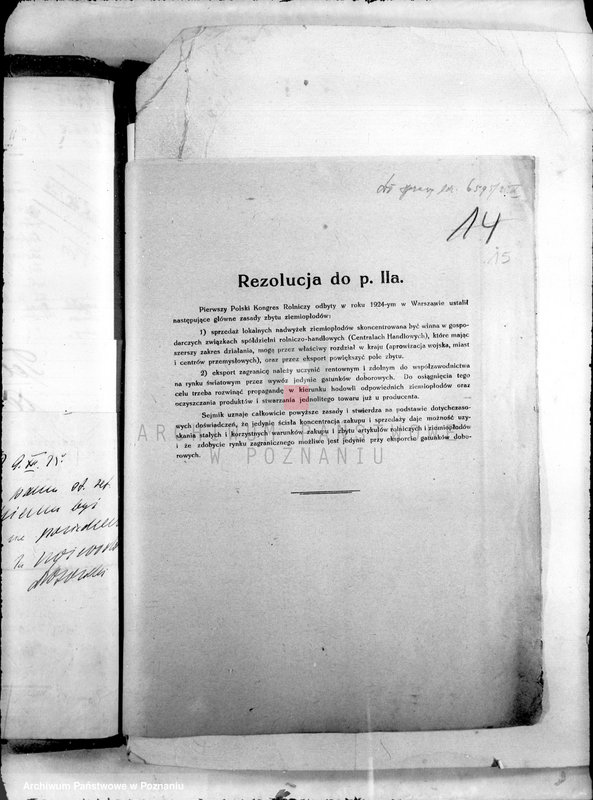 14
15
Rezolucja do p. IIa.
Pierwszy Polski Kongres Rolniczy odbyty w roku 1924-ym w Warszawie ustalił
następujące główne zasady zbytu ziemiopłodów:
1) sprzedaż lokalnych nadwyżek ziemiopłodów skoncentrowana być winna w gospo-
darczych związkach spółdzielni rolniczo-handlowych (Centralach Handlowych), które mając
szerszy zakres działania, mogą przez właściwy rozdział w kraju (aprowizacja wojska, miast
i centrów przemysłowych), oraz przez eksport powiększyć pole zbytu.
2) eksport zagranicę należy uczynić rentownym i zdolnym do współzawodnictwa
na rynku światowym przez wywóz jedynie gatunków doborowych. Do osiągnięcia tego
celu trzeba rozwinąć propagandę w kierunku hodowli odpowiednich ziemiopłodów oraz
oczyszczania produktów i stwarzania jednolitego towaru już u producenta.
Sejmik uznaje całkowicie powyższe zasady i stwierdza na podstawie dotychczaso-
wych doświadczeń, że jedynie ścisła koncentracja zakupu i sprzedaży daje możność uzy-
skania stałych i korzystnych warunków zakupu i zbytu artykułów rolniczych i ziemiopłodów
i że zdobycie rynku zagranicznego możliwe jest jedynie przy eksporcie gatunków dobo-
rowych.
W POZNANIU
Archiwum Państwowe w Poznaniu